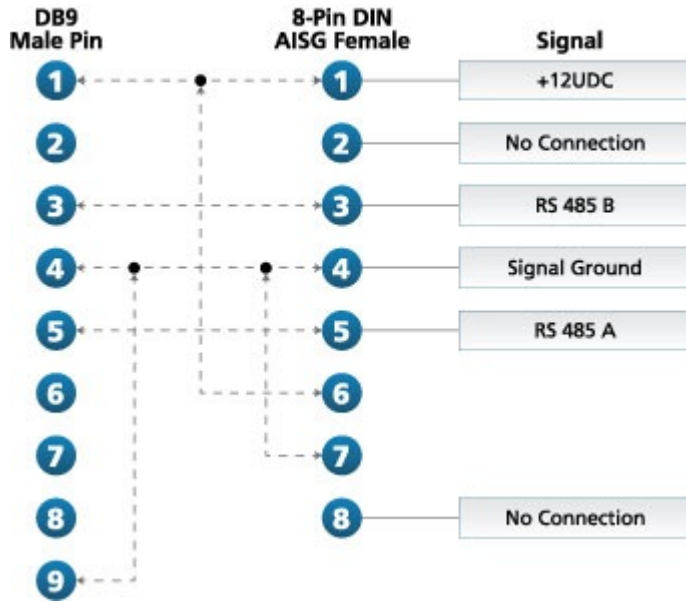 DB9
Male Pin
8-Pin DIN
AISG Female
Signal
1 1 +12UDC
2 2 No Connection
3 3 RS 485 B
4 4 Signal Ground
5 5 RS 485 A
6 6
7 7
8 8 No Connection
9